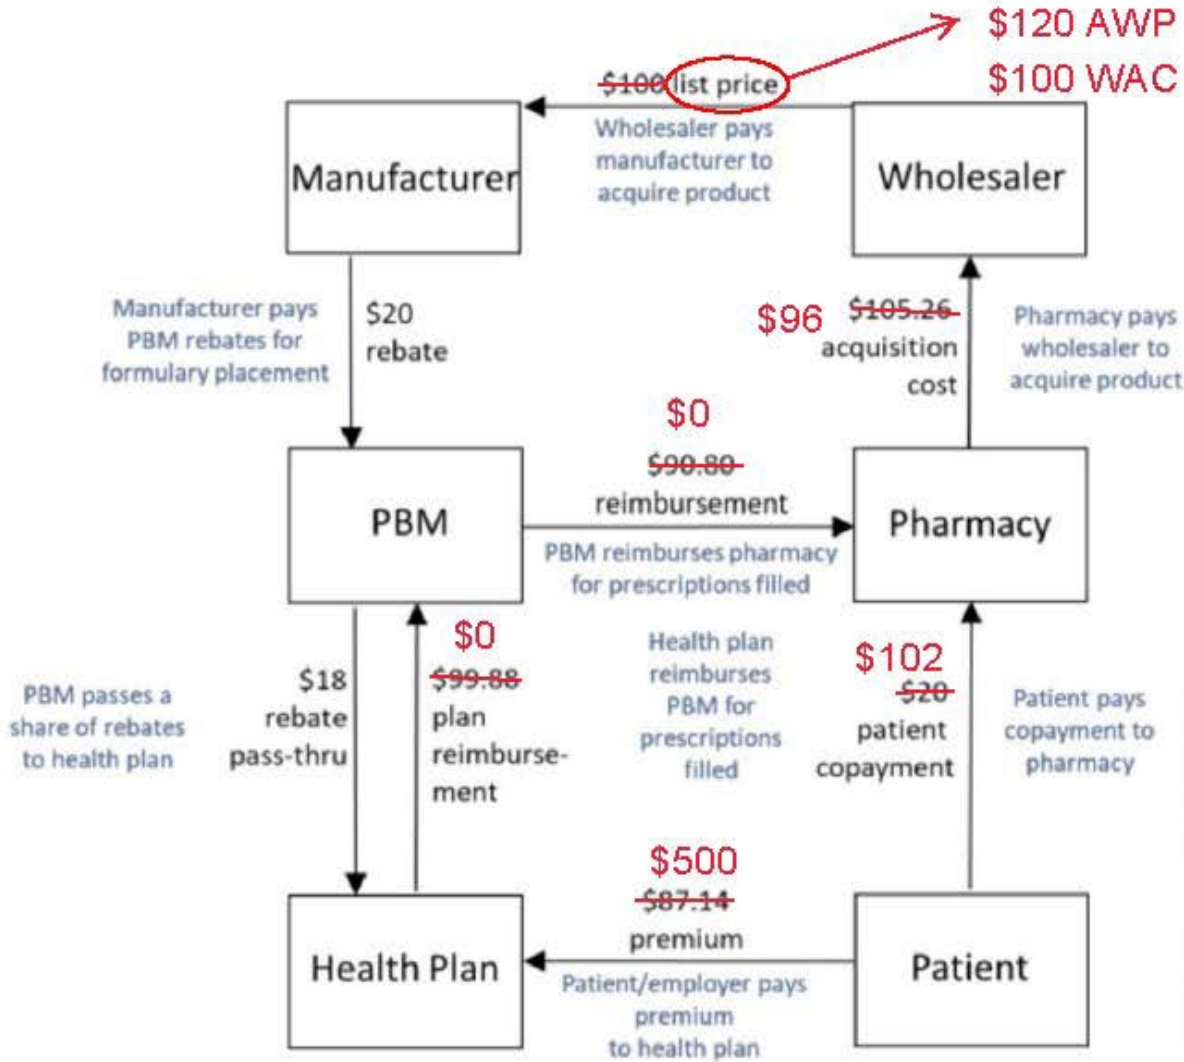 $120 AWP
$100 list price
$100 WAC
Manufacturer
Wholesaler pays
manufacturer to
acquire product
Wholesaler
Manufacturer pays
PBM rebates for
formulary placement
$20
rebate
$96 $105.26
acquisition
cost
Pharmacy pays
wholesaler to
acquire product
$0
$90.80
reimbursement
PBM
Pharmacy
PBM reimburses pharmacy
for prescriptions filled
PBM passes a
share of rebates
to health plan
$18
rebate
pass-thru
$0
$99.88
plan
reimburse-
ment
Health plan
reimburses
PBM for
prescriptions
filled
$102
$20
patient
copayment
Patient pays
copayment to
pharmacy
$500
$87.14
premium
Health Plan
Patient
Patient/employer pays
premium
to health plan